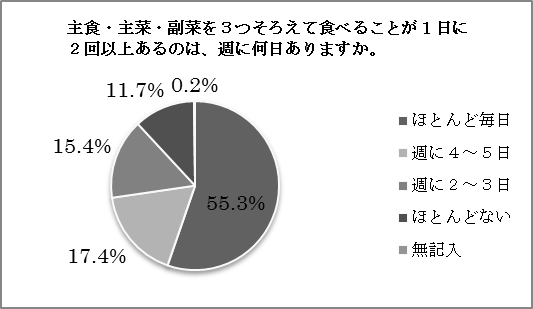 主食・主菜・副菜を３つそろえて食べることが１日に
２回以上あるのは、週に何日ありますか。
0.2%
11.7%
15.4%
17.4%
55.3%
ほとんど毎日
週に４～５日
週に２～３日
ほとんどない
無記入